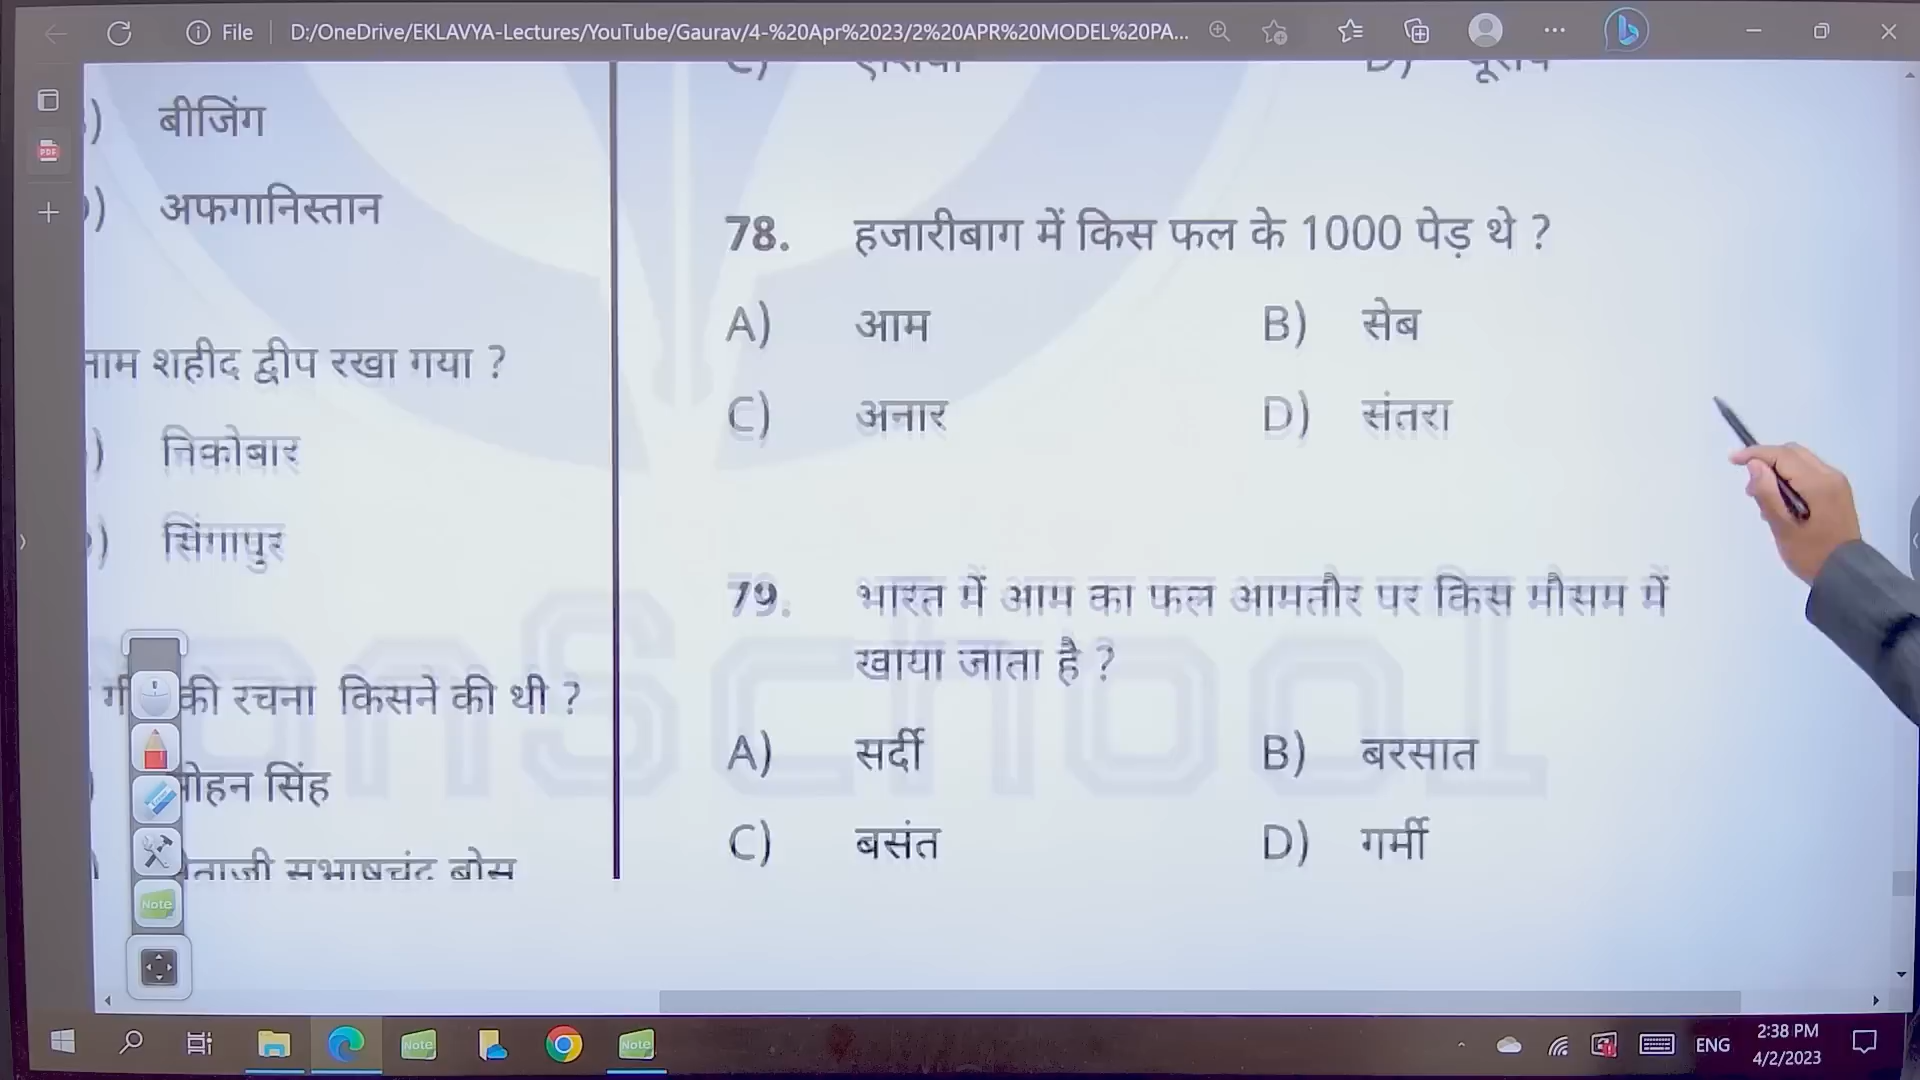 File
D:/OneDrive/EKLAVYA-Lectures/YouTube/Gaurav/4-%20Apr%2023/2%20APR%20MODEL%20PA...
) बीजिंग
) अफगानिस्तान
नाम शहीद द्वीप रखा गया ?
) निकोबार
) सिंगापुर
की रचना किसने की थी ?
मोहन सिंह
नेताजी सुभाषचंद्र बोस
78. हजारीबाग में किस फल के 1000 पेड़ थे ?
A) आम B) सेब
C) अनार D) संतरा
79. भारत में आम का फल आमतौर पर किस मौसम में
खाया जाता है ?
A) सर्दी B) बरसात
C) बसंत D) गर्मी
onSchool
Note
Note
Note
ENG
2:38 PM
4/2/2023